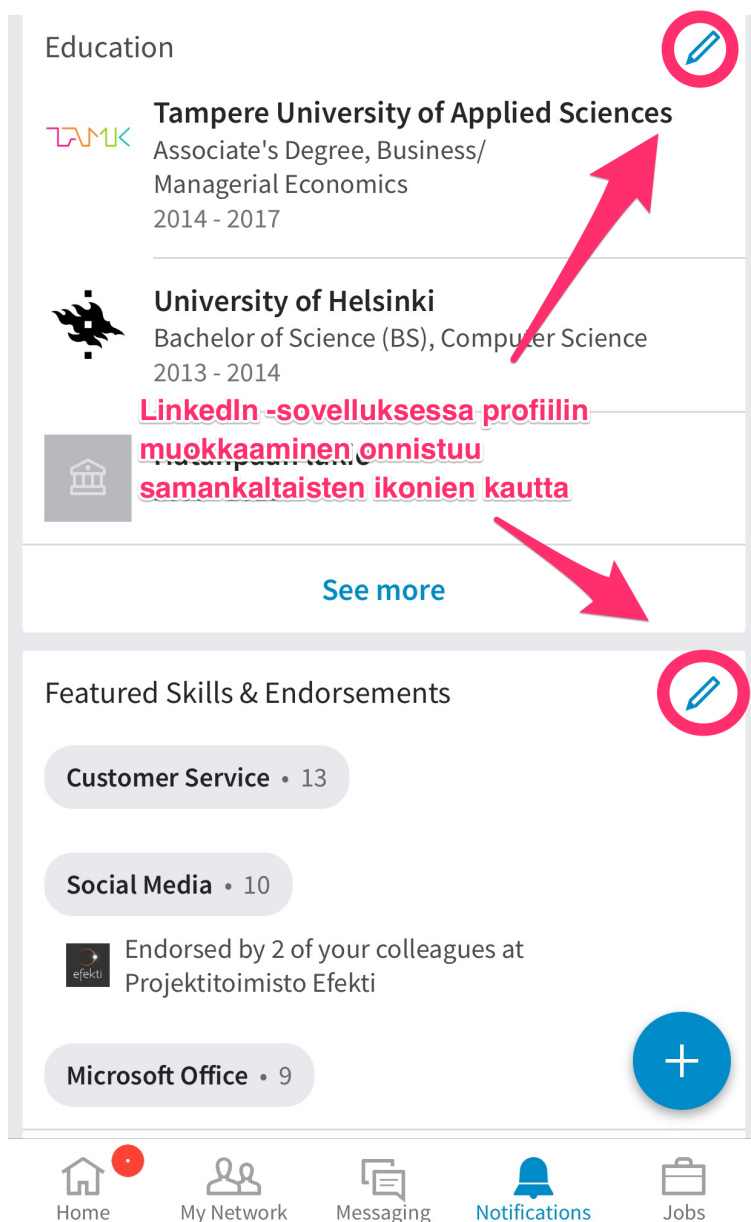 Education
TAMK
Tampere University of Applied Sciences
Associate's Degree, Business/
Managerial Economics
2014 - 2017
University of Helsinki
Bachelor of Science (BS), Computer Science
2013 - 2014
LinkedIn -sovelluksessa profiilin
muokkaaminen onnistuu
samankaltaisten ikonien kautta
See more
Featured Skills & Endorsements
Customer Service • 13
Social Media • 10
efekti
Endorsed by 2 of your colleagues at
Projektitoimisto Efekti
Microsoft Office • 9
Home
My Network
Messaging
Notifications
Jobs